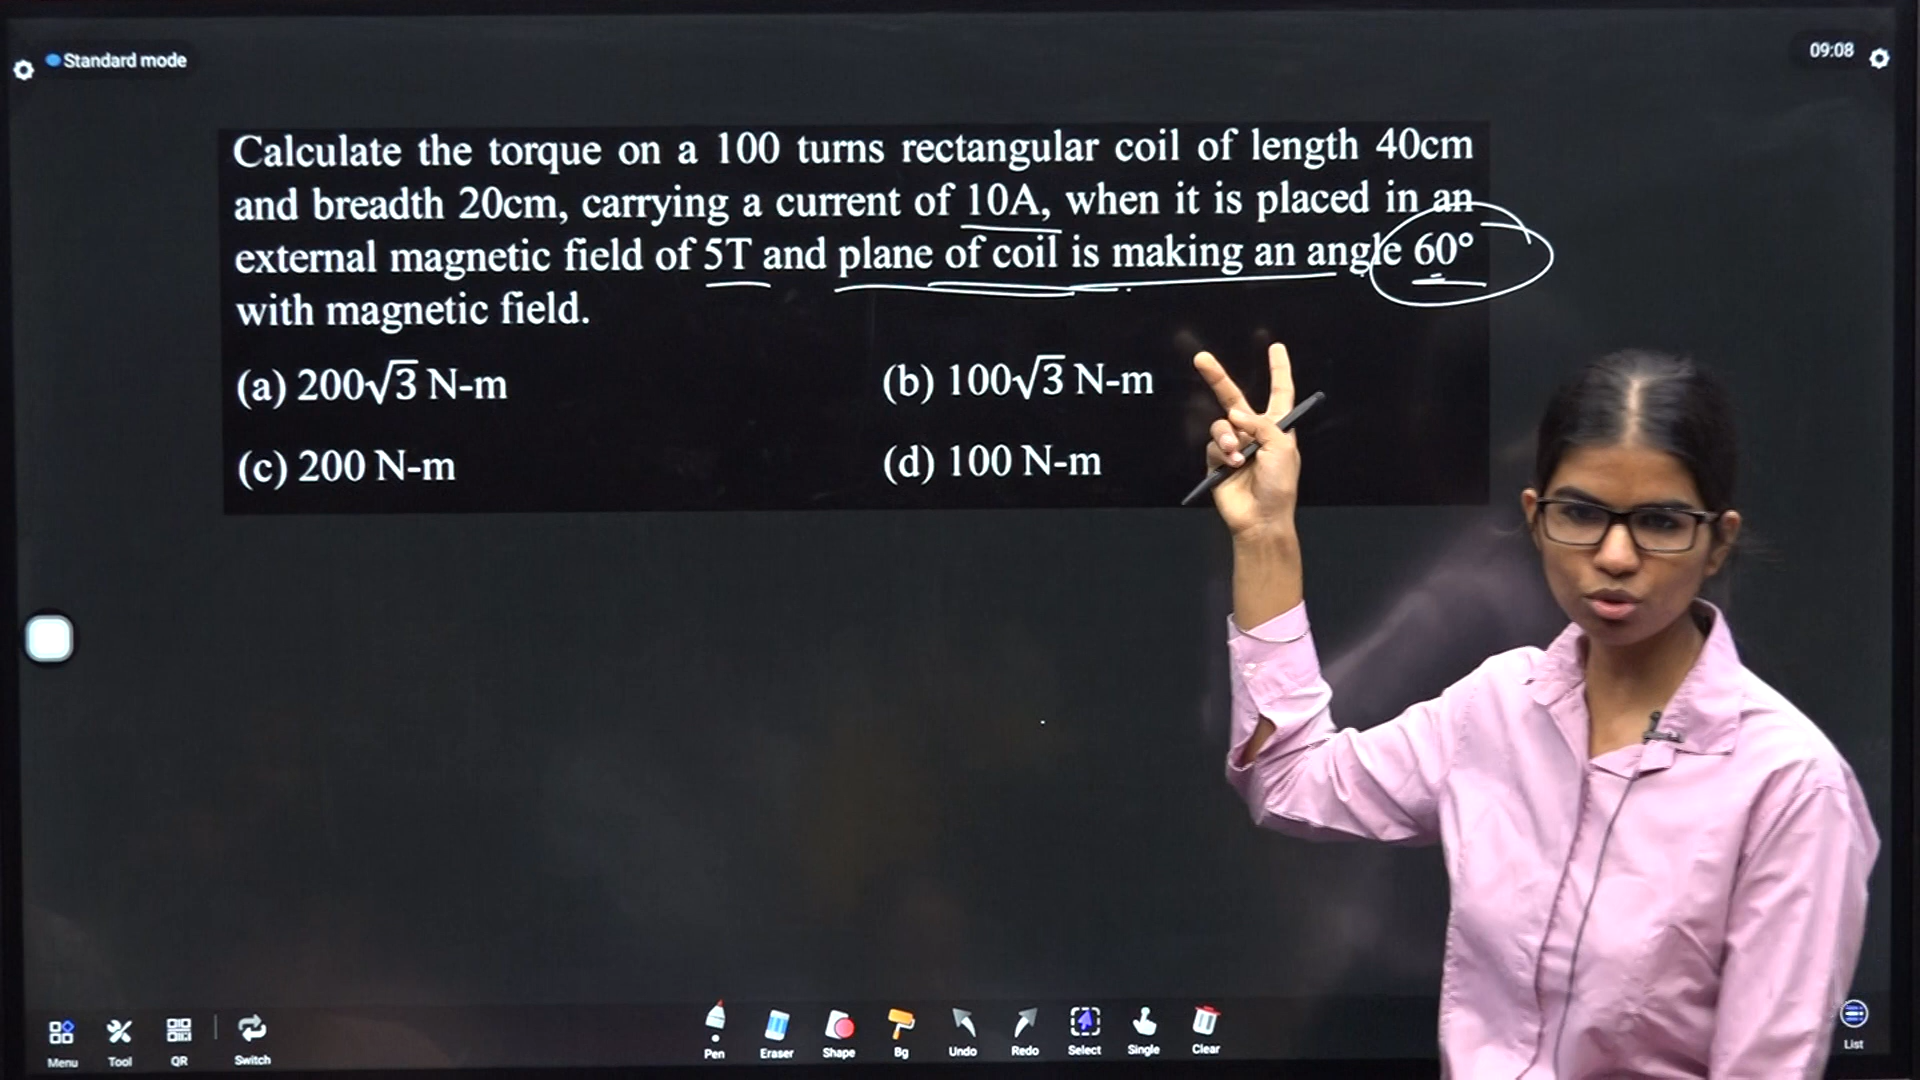 Standard mode
09:08
Calculate the torque on a 100 turns rectangular coil of length 40cm
and breadth 20cm, carrying a current of 10A, when it is placed in an
external magnetic field of 5T and plane of coil is making an angle 60°
with magnetic field.
(a) 200√3 N-m (b) 100√3 N-m
(c) 200 N-m (d) 100 N-m
Menu Tool QR Switch Pen Eraser Shape Bg Undo Redo Select Single Clear List